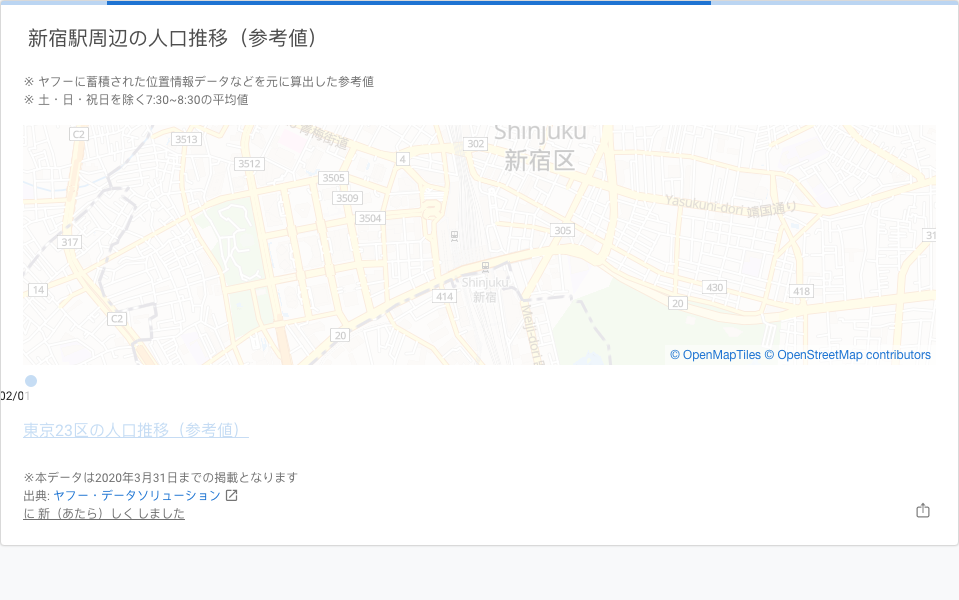 新宿駅周辺の人口推移（参考値）
※ ヤフーに蓄積された位置情報データなどを元に算出した参考値
※ 土・日・祝日を除く7:30~8:30の平均値
C2
3513
青梅街道
302
Shinjuku
新宿区
4
3512
3505
3509
Yasukuni-dori 靖国通り
3504
305
317
31
Shinjuku
新宿
14
414
430
418
20
C2
20
Meiji-dori
© OpenMapTiles © OpenStreetMap contributors
02/01
東京23区の人口推移（参考値）
※本データは2020年3月31日までの掲載となります
出典: ヤフー・データソリューション
に 新（あたら）しく しました